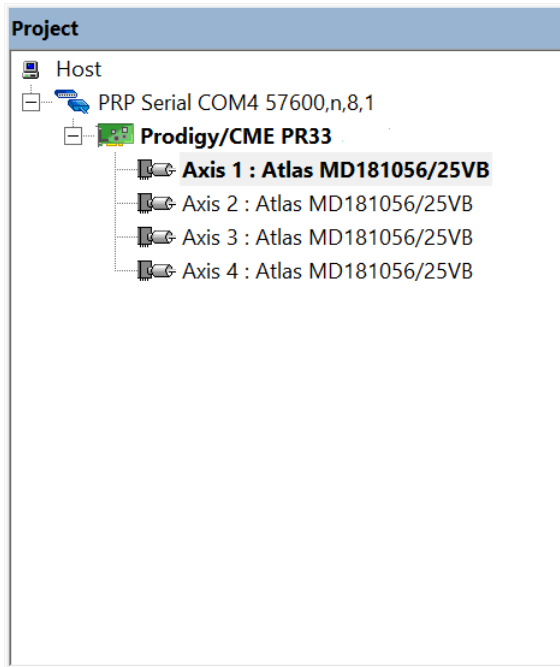 Project
Host
PRP Serial COM4 57600,n,8,1
Prodigy/CME PR33
Axis 1 : Atlas MD181056/25VB
Axis 2 : Atlas MD181056/25VB
Axis 3 : Atlas MD181056/25VB
Axis 4 : Atlas MD181056/25VB